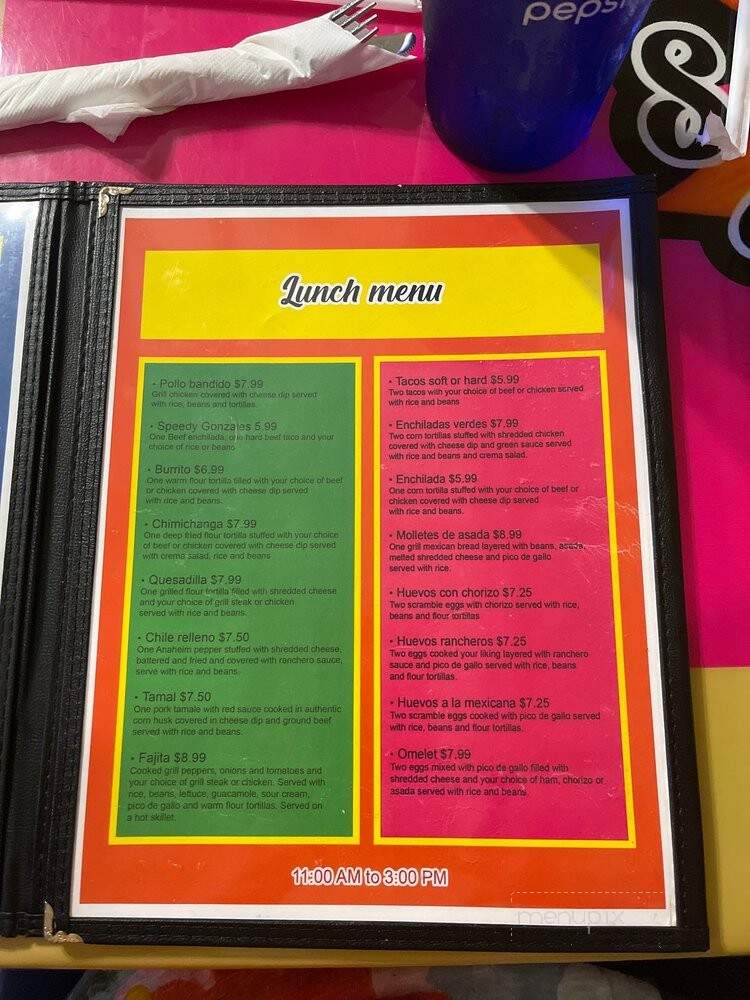 pepsi
S
Lunch menu
• Pollo bandido $7.99
Grill chicken covered with cheese dip served
with rice, beans and tortillas.
• Speedy Gonzales 5.99
One Beef enchilada, one hard beef taco and your
choice of rice or beans
• Burrito $6.99
One warm flour tortilla filled with your choice of beef
or chicken covered with cheese dip served
with rice and beans.
• Chimichanga $7.99
One deep fried flour tortilla stuffed with your choice
of beef or chicken covered with cheese dip served
with crema salad, rice and beans
• Quesadilla $7.99
One grilled flour tortilla filled with shredded cheese
and your choice of grill steak or chicken
served with rice and beans.
• Chile relleno $7.50
One Anaheim pepper stuffed with shredded cheese,
battered and fried and covered with ranchero sauce,
serve with rice and beans.
• Tamal $7.50
One pork tamale with red sauce cooked in authentic
corn husk covered in cheese dip and ground beef
served with rice and beans.
• Fajita $8.99
Cooked grill peppers, onions and tomatoes and
your choice of grill steak or chicken. Served with
rice, beans, lettuce, guacamole, sour cream,
pico de gallo and warm flour tortillas. Served on
a hot skillet.
• Tacos soft or hard $5.99
Two tacos with your choice of beef or chicken served
with rice and beans
• Enchiladas verdes $7.99
Two corn tortillas stuffed with shredded chicken
covered with cheese dip and green sauce served
with rice and beans and crema salad.
• Enchilada $5.99
One corn tortilla stuffed with your choice of beef or
chicken covered with cheese dip served
with rice and beans.
• Molletes de asada $8.99
One grill mexican bread layered with beans, asada,
melted shredded cheese and pico de gallo
served with rice.
• Huevos con chorizo $7.25
Two scramble eggs with chorizo served with rice,
beans and flour tortillas
• Huevos rancheros $7.25
Two eggs cooked your liking layered with ranchero
sauce and pico de gallo served with rice, beans
and flour tortillas.
• Huevos a la mexicana $7.25
Two scramble eggs cooked with pico de gallo served
with rice, beans and flour tortillas.
• Omelet $7.99
Two eggs mixed with pico de gallo filled with
shredded cheese and your choice of ham, chorizo or
asada served with rice and beans.
11:00 AM to 3:00 PM
menupix